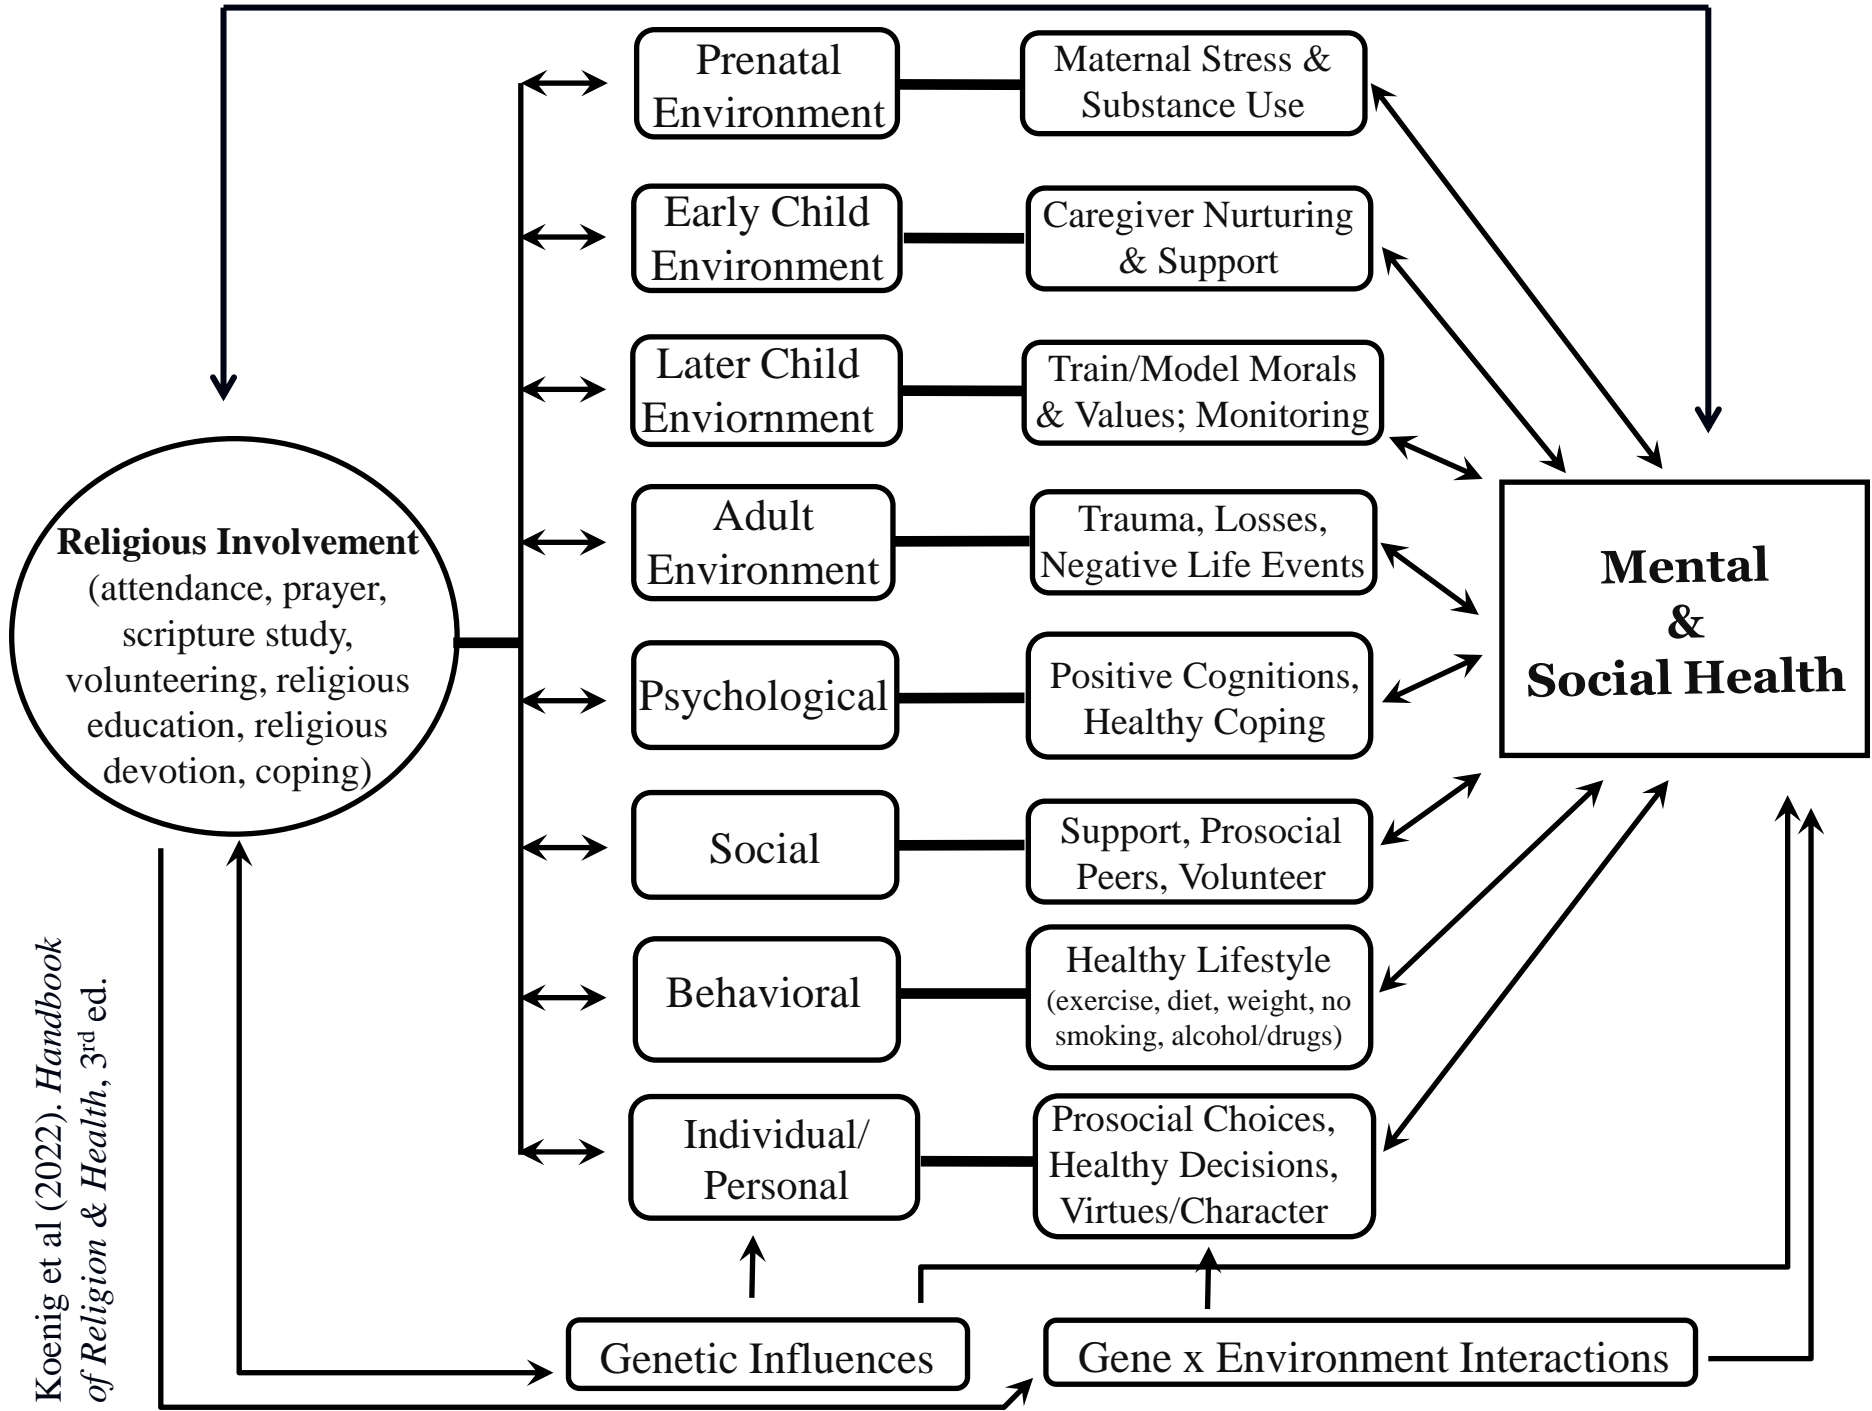 Prenatal
Environment
Maternal Stress &
Substance Use
Early Child
Environment
Caregiver Nurturing
& Support
Later Child
Enviornment
Train/Model Morals
& Values; Monitoring
Religious Involvement
(attendance, prayer,
scripture study,
volunteering, religious
education, religious
devotion, coping)
Adult
Environment
Trauma, Losses,
Negative Life Events
Mental
&
Social Health
Psychological
Positive Cognitions,
Healthy Coping
Social
Support, Prosocial
Peers, Volunteer
Behavioral
Healthy Lifestyle
(exercise, diet, weight, no
smoking, alcohol/drugs)
Individual/
Personal
Prosocial Choices,
Healthy Decisions,
Virtues/Character
Genetic Influences
Gene x Environment Interactions
Koenig et al (2022). Handbook
of Religion & Health, 3rd ed.